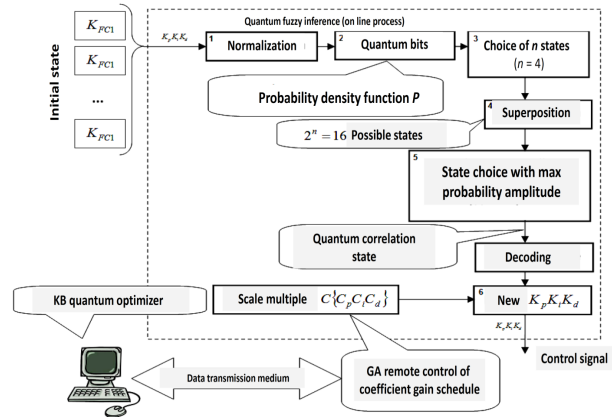 Quantum fuzzy inference (on line process)
Initial state
K_FC1
K_FC1
...
K_FC1
K_p K_i K_d
1
Normalization
2
Quantum bits
3
Choice of n states
(n = 4)
Probability density function P
4
Superposition
2^n = 16 Possible states
5
State choice with max
probability amplitude
Quantum correlation
state
Decoding
KB quantum optimizer
Scale multiple C{C_p C_i C_d}
6
New K_p K_i K_d
K_p K_i K_d
Control signal
Data transmission medium
GA remote control of
coefficient gain schedule